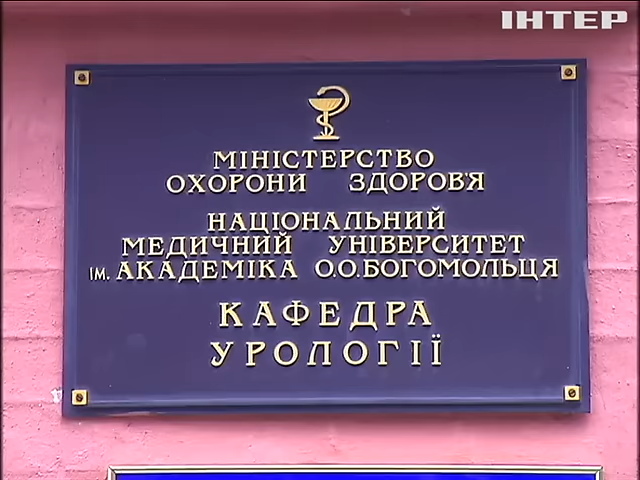 ІНТЕР
МІНІСТЕРСТВО
ОХОРОНИ ЗДОРОВ'Я
НАЦІОНАЛЬНИЙ
МЕДИЧНИЙ УНІВЕРСИТЕТ
ІМ. АКАДЕМІКА О.О.БОГОМОЛЬЦЯ
КАФЕДРА
УРОЛОГІЇ